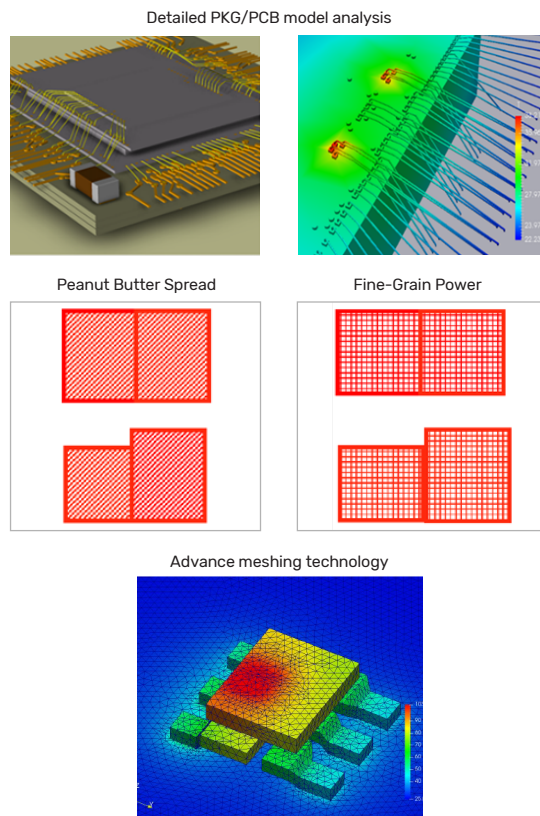 Detailed PKG/PCB model analysis
Peanut Butter Spread
Fine-Grain Power
Advance meshing technology